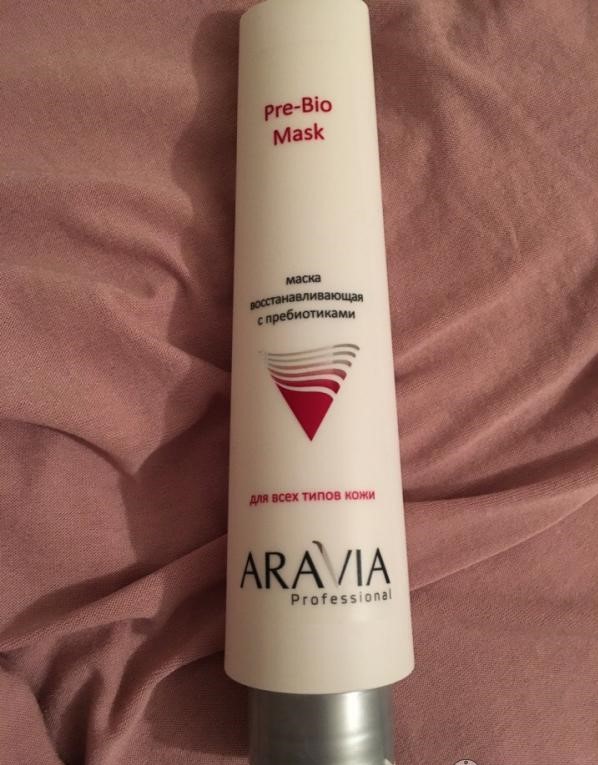 Pre-Bio
Mask
маска
восстанавливающая
с пребиотиками
для всех типов кожи
ARAVIA
Professional